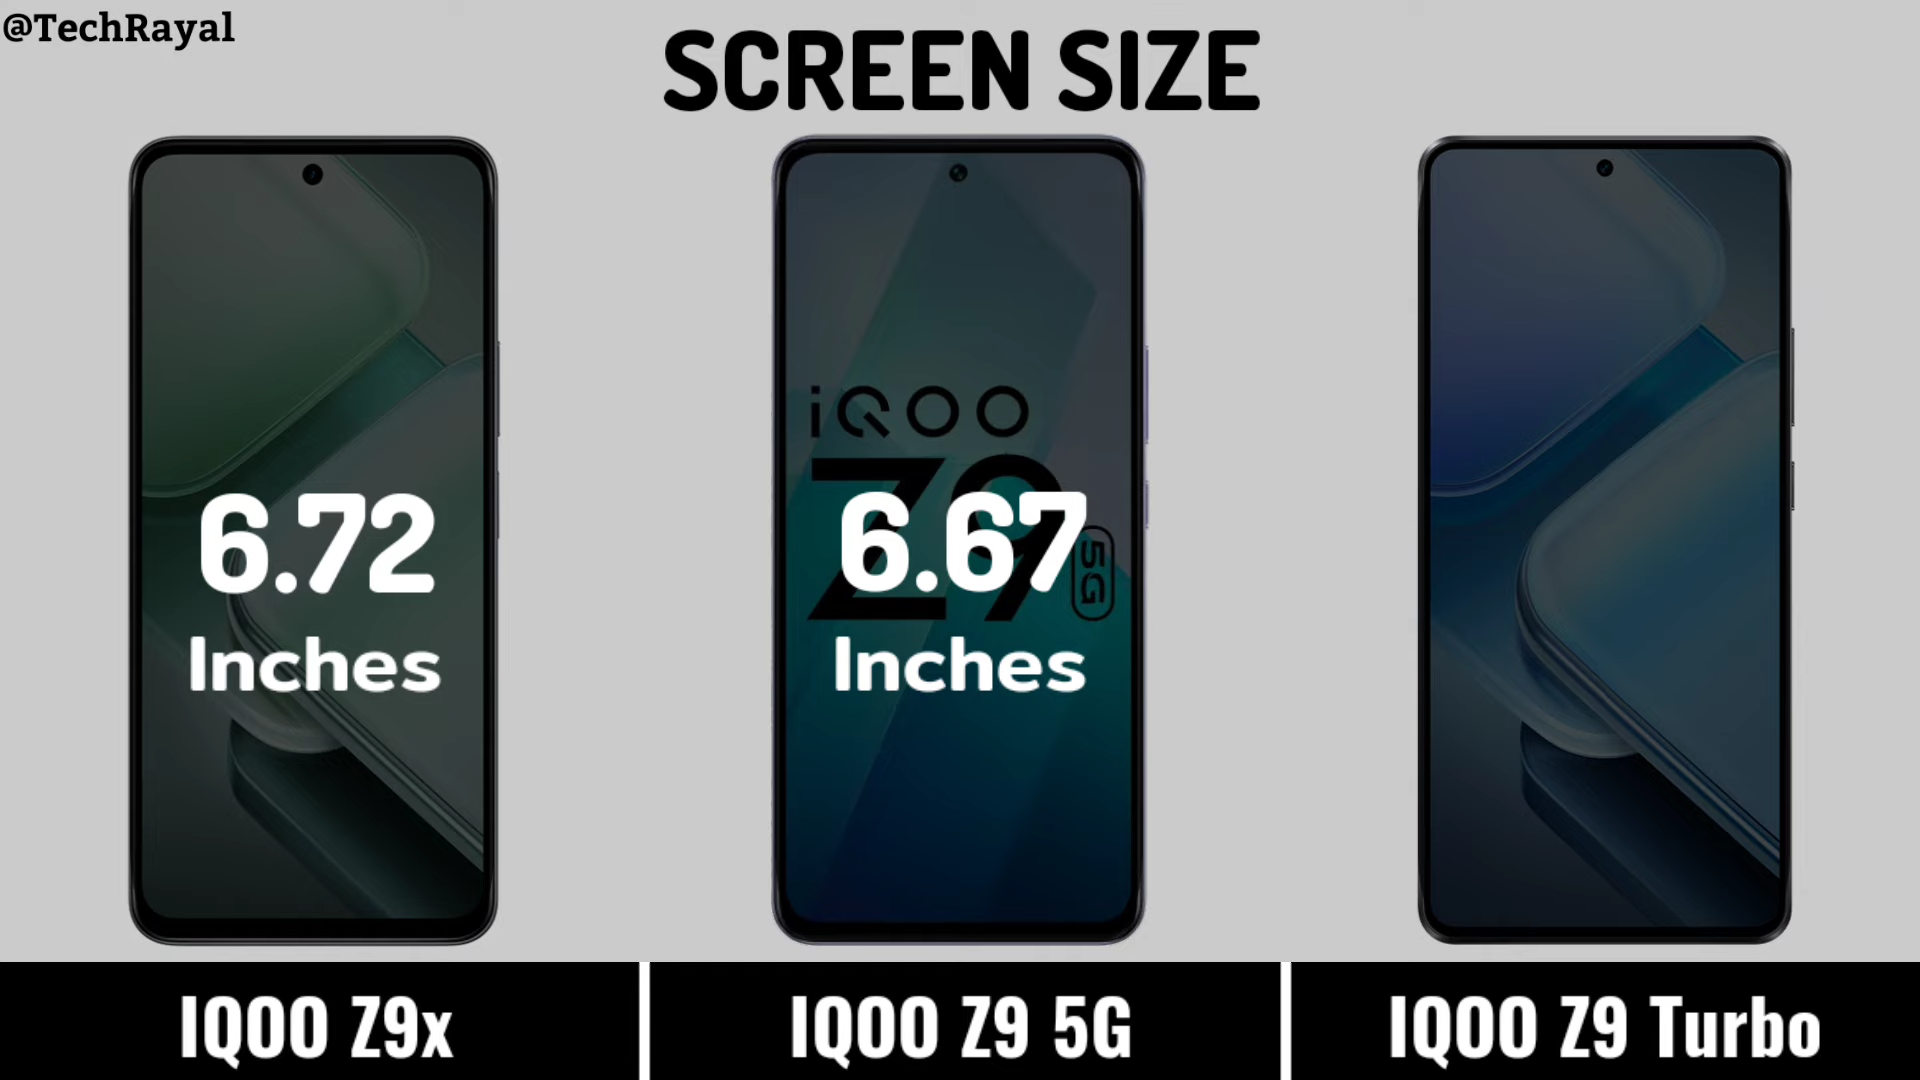 @TechRayal
SCREEN SIZE
iQOO
Z9
5G
6.72
Inches
6.67
Inches
IQOO Z9x
IQOO Z9 5G
IQOO Z9 Turbo